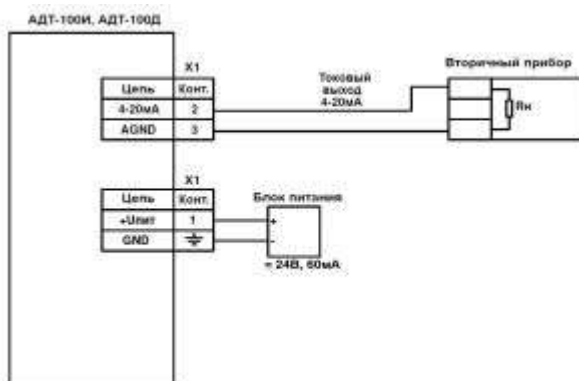 АДТ-100И, АДТ-100Д
Вторичный прибор
X1
Токовый
выход
4-20мА
Цепь Конт.
4-20мА 2
AGND 3
Rн
X1
Цепь Конт.
+Uпит 1
GND
Блок питания
+
-
= 24В, 60мА